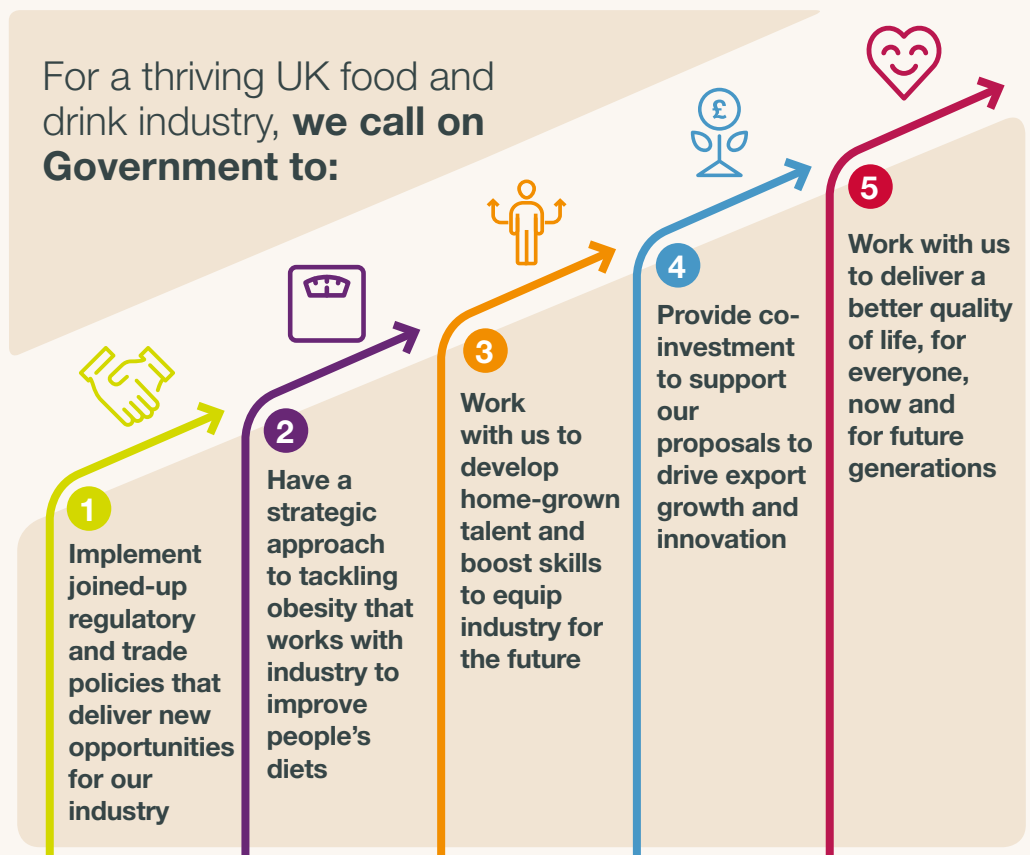 For a thriving UK food and
drink industry, we call on
Government to:
£
1
Implement
joined-up
regulatory
and trade
policies that
deliver new
opportunities
for our
industry
2
Have a
strategic
approach
to tackling
obesity that
works with
industry to
improve
people’s
diets
3
Work
with us to
develop
home-grown
talent and
boost skills
to equip
industry for
the future
4
Provide co-
investment
to support
our
proposals to
drive export
growth and
innovation
5
Work with us
to deliver a
better quality
of life, for
everyone,
now and
for future
generations